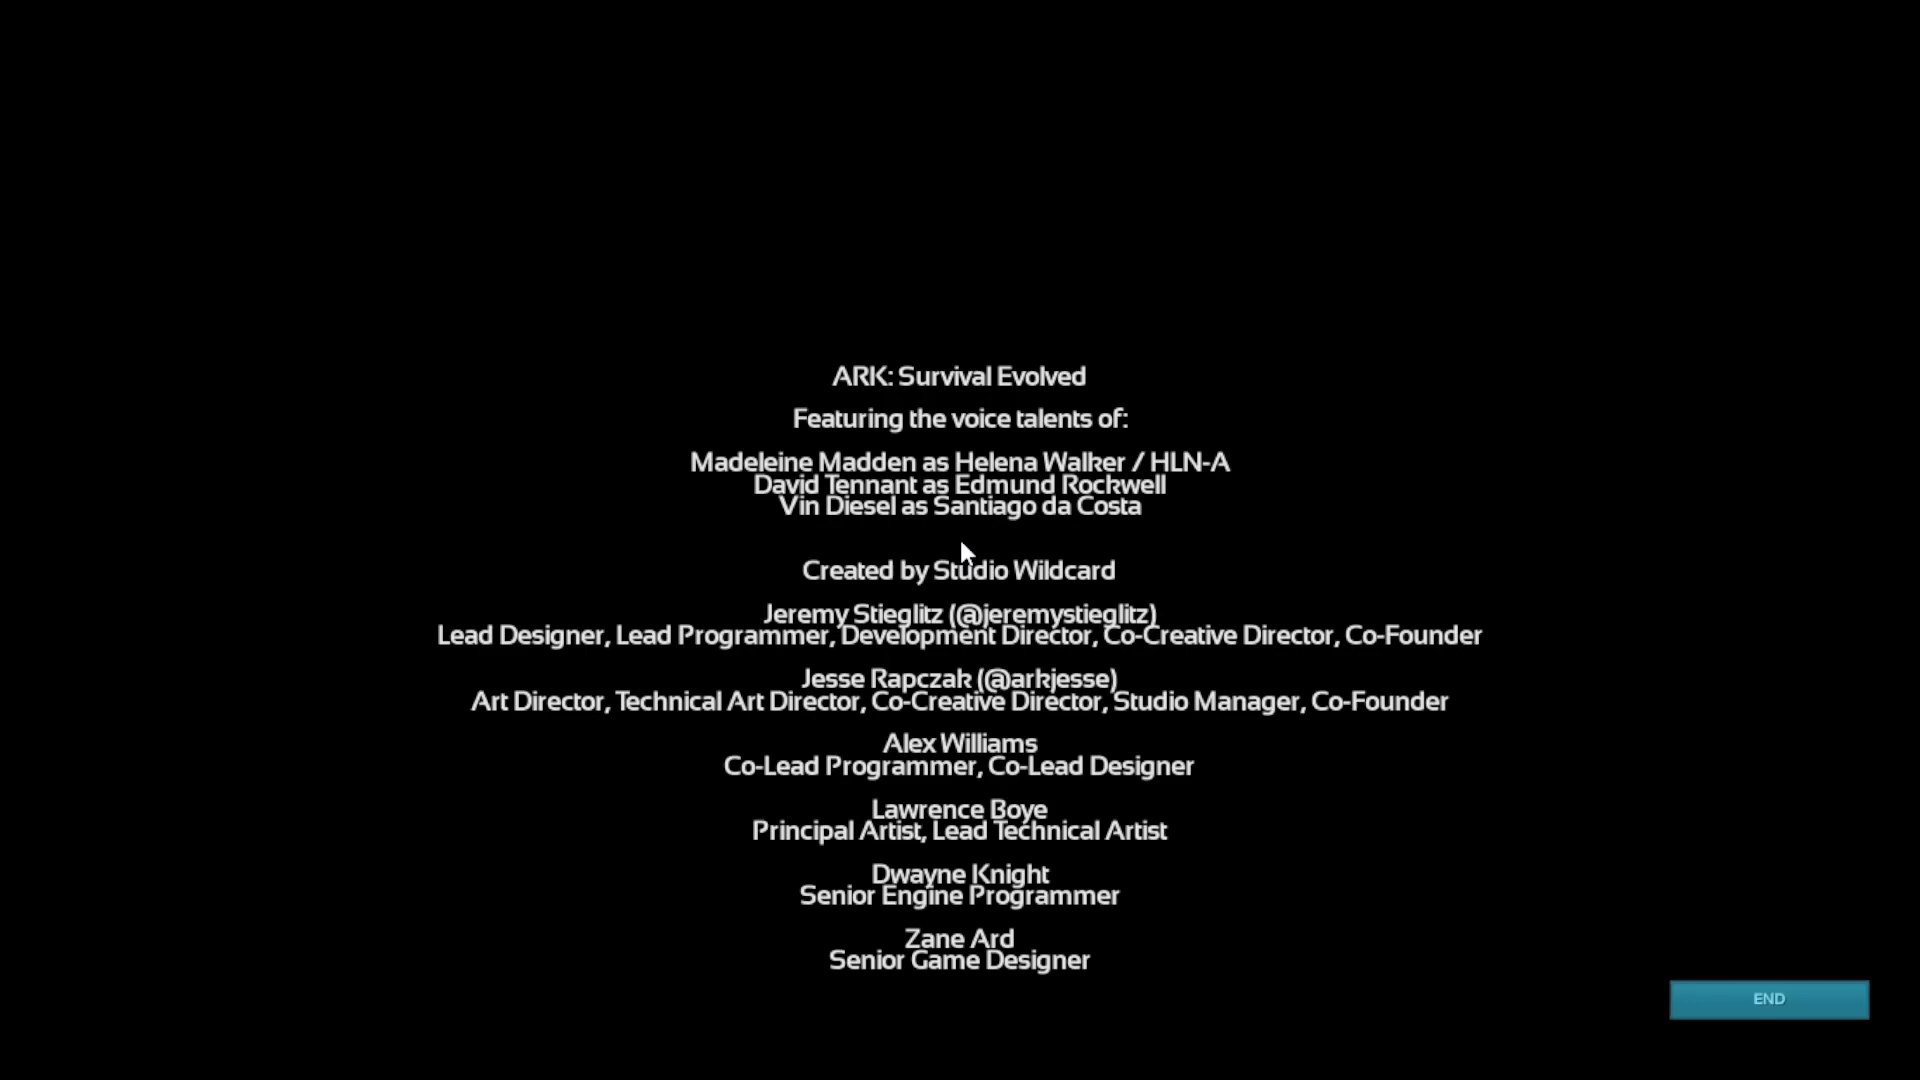 ARK: Survival Evolved
Featuring the voice talents of:
Madeleine Madden as Helena Walker / HLN-A
David Tennant as Edmund Rockwell
Vin Diesel as Santiago da Costa
Created by Studio Wildcard
Jeremy Stieglitz (@jeremystieglitz)
Lead Designer, Lead Programmer, Development Director, Co-Creative Director, Co-Founder
Jesse Rapczak (@arkjesse)
Art Director, Technical Art Director, Co-Creative Director, Studio Manager, Co-Founder
Alex Williams
Co-Lead Programmer, Co-Lead Designer
Lawrence Boye
Principal Artist, Lead Technical Artist
Dwayne Knight
Senior Engine Programmer
Zane Ard
Senior Game Designer
END